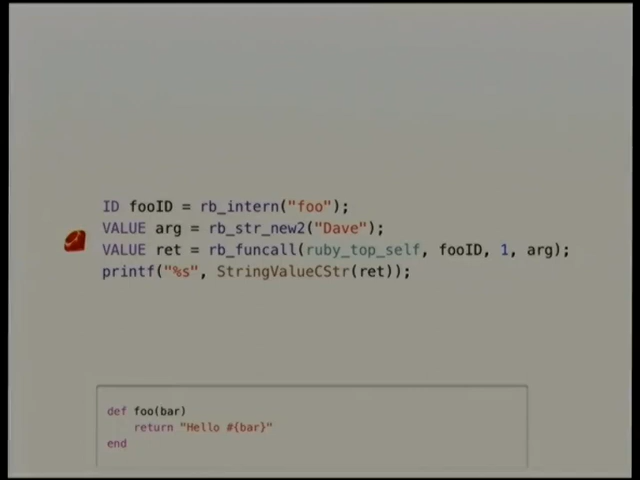 ID fooID = rb_intern("foo");
VALUE arg = rb_str_new2("Dave");
VALUE ret = rb_funcall(ruby_top_self, fooID, 1, arg);
printf("%s", StringValueCStr(ret));
def foo(bar)
return "Hello #{bar}"
end